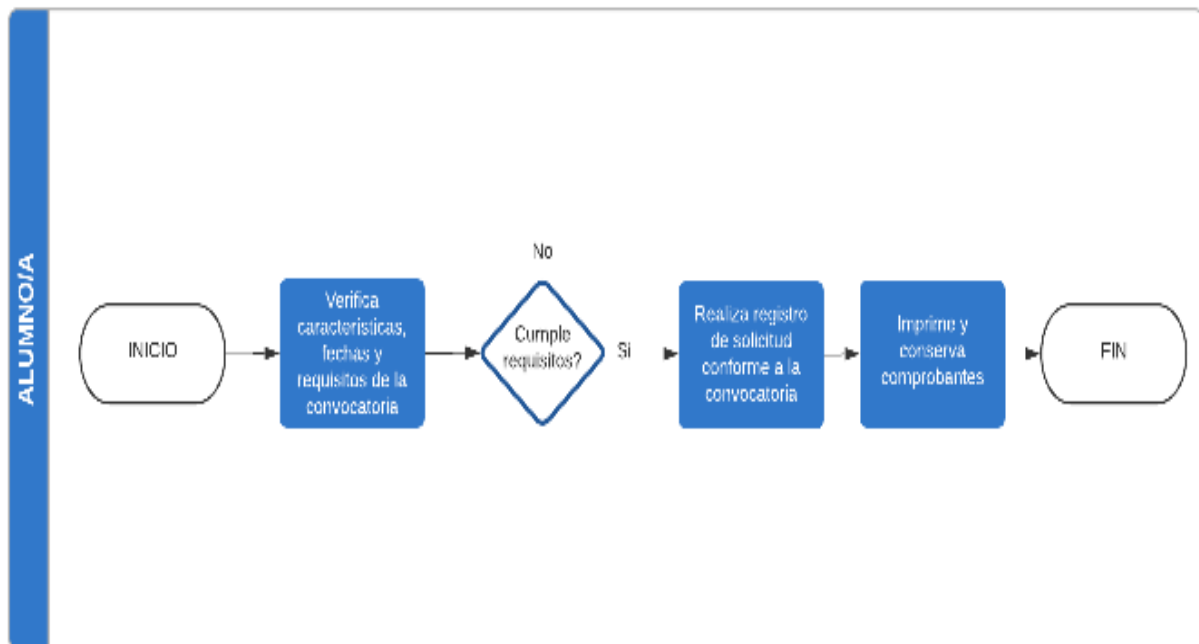 ALUMNO/A
INICIO
Verifica
características,
fechas y
requisitos de la
convocatoria
No
Cumple
requisitos?
Si
Realiza registro
de solicitud
conforme a la
convocatoria
Imprime y
conserva
comprobantes
FIN